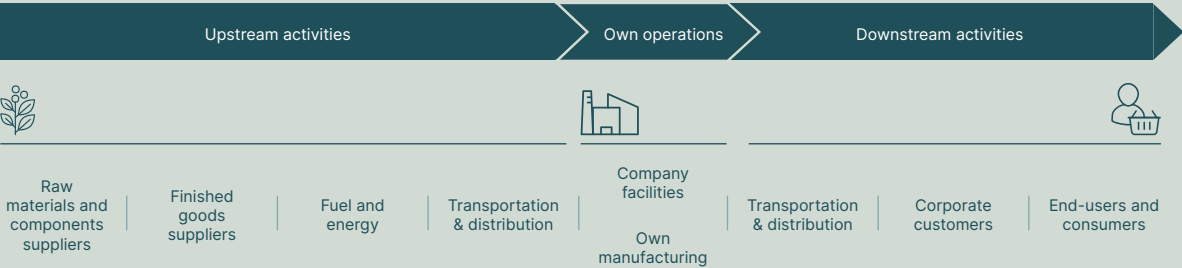 Upstream activities
Own operations
Downstream activities
Raw
materials and
components
suppliers
Finished
goods
suppliers
Fuel and
energy
Transportation
& distribution
Company
facilities
Own
manufacturing
Transportation
& distribution
Corporate
customers
End-users and
consumers